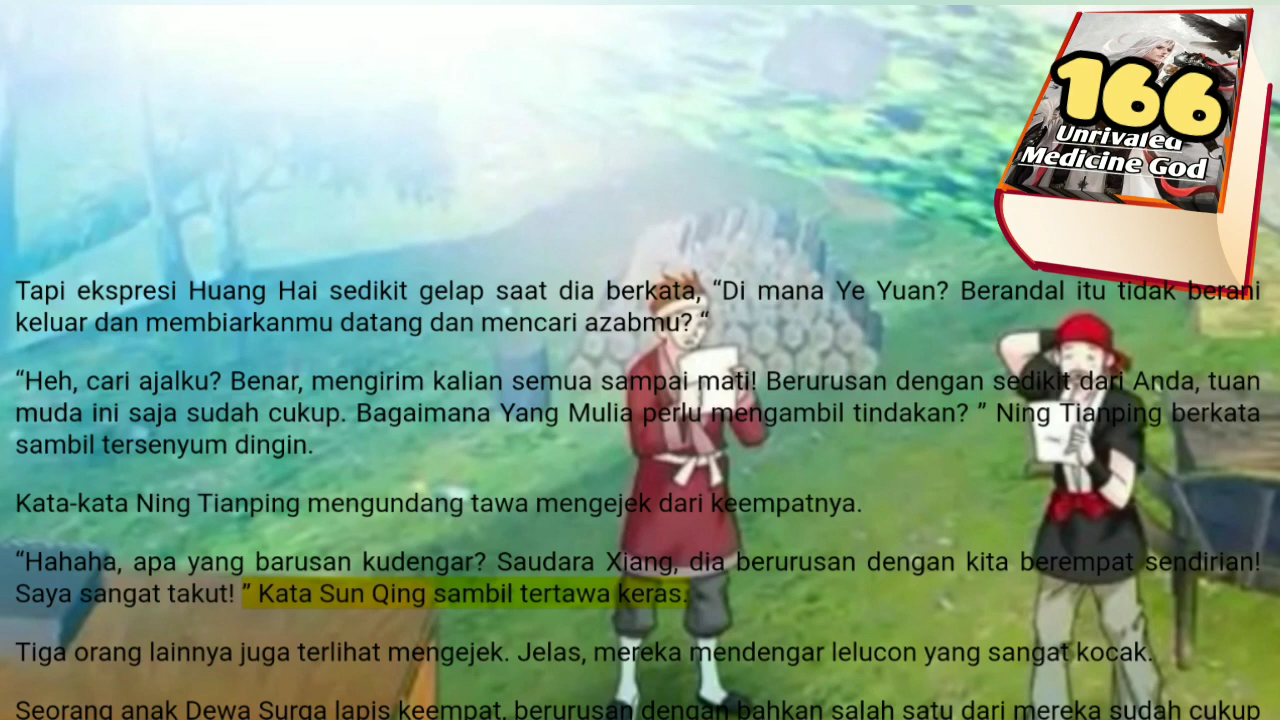 166
Unrivaled
Medicine God
Tapi ekspresi Huang Hai sedikit gelap saat dia berkata, “Di mana Ye Yuan? Berandal itu tidak berani
keluar dan membiarkanmu datang dan mencari azabmu? “
“Heh, cari ajalku? Benar, mengirim kalian semua sampai mati! Berurusan dengan sedikit dari Anda, tuan
muda ini saja sudah cukup. Bagaimana Yang Mulia perlu mengambil tindakan? ” Ning Tianping berkata
sambil tersenyum dingin.
Kata-kata Ning Tianping mengundang tawa mengejek dari keempatnya.
“Hahaha, apa yang barusan kudengar? Saudara Xiang, dia berurusan dengan kita berempat sendirian!
Saya sangat takut! ” Kata Sun Qing sambil tertawa keras.
Tiga orang lainnya juga terlihat mengejek. Jelas, mereka mendengar lelucon yang sangat kocak.
Seorang anak Dewa Surga lapis keempat, berurusan dengan bahkan salah satu dari mereka sudah cukup